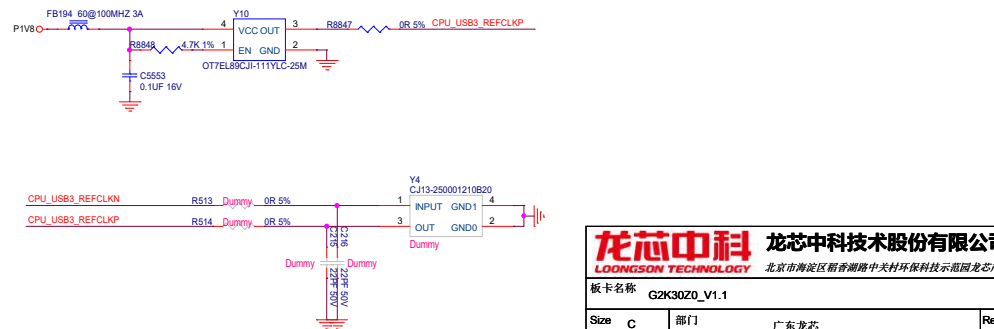 FB194 60@100MHZ 3A
P1V8
Y10
4 VCC OUT 3
R8847 0R 5% CPU_USB3_REFCLKP
R8848 4.7K 1% 1 EN GND 2
OT7EL89CJI-111YLC-25M
C5553
0.1UF 16V
Y4
CJ13-250001210B20
CPU_USB3_REFCLKN R513 Dummy 0R 5% 1 INPUT GND1 4
CPU_USB3_REFCLKP R514 Dummy 0R 5% 3 OUT GND0 2
Dummy
C215 C216
Dummy Dummy
22PF 50V 22PF 50V
龙芯中科 龙芯中科技术股份有限公司
LOONGSON TECHNOLOGY 北京市海淀区稻香湖路中关村环保科技示范园龙芯
板卡名称 G2K30Z0_V1.1
Size C 部门 广东龙芯 Re